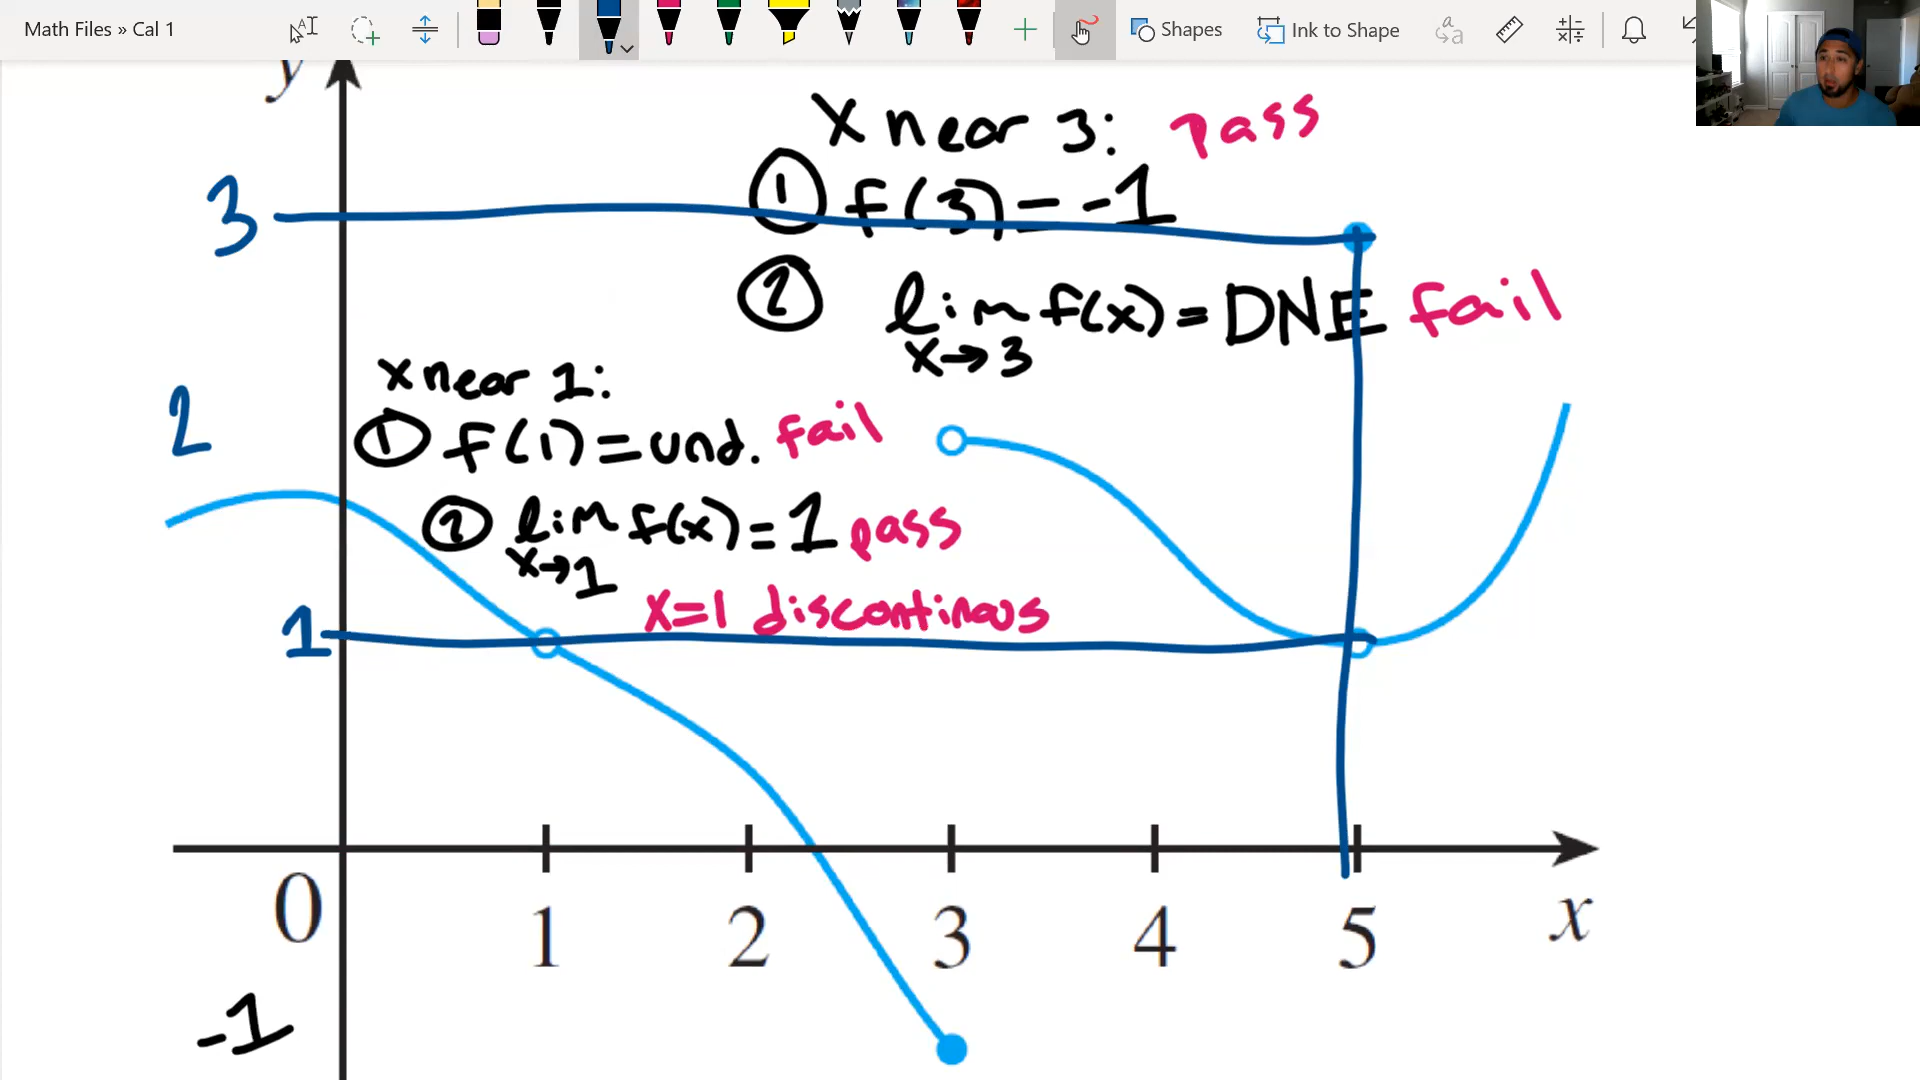 Math Files » Cal 1
Shapes
Ink to Shape
y
x near 3: pass
① f(3) = -1
3
② lim f(x) = DNE fail
x→3
x near 1:
2
① f(1) = und. fail
② lim f(x) = 1 pass
x→1
x=1 discontinous
1
0
1 2 3 4 5 x
-1